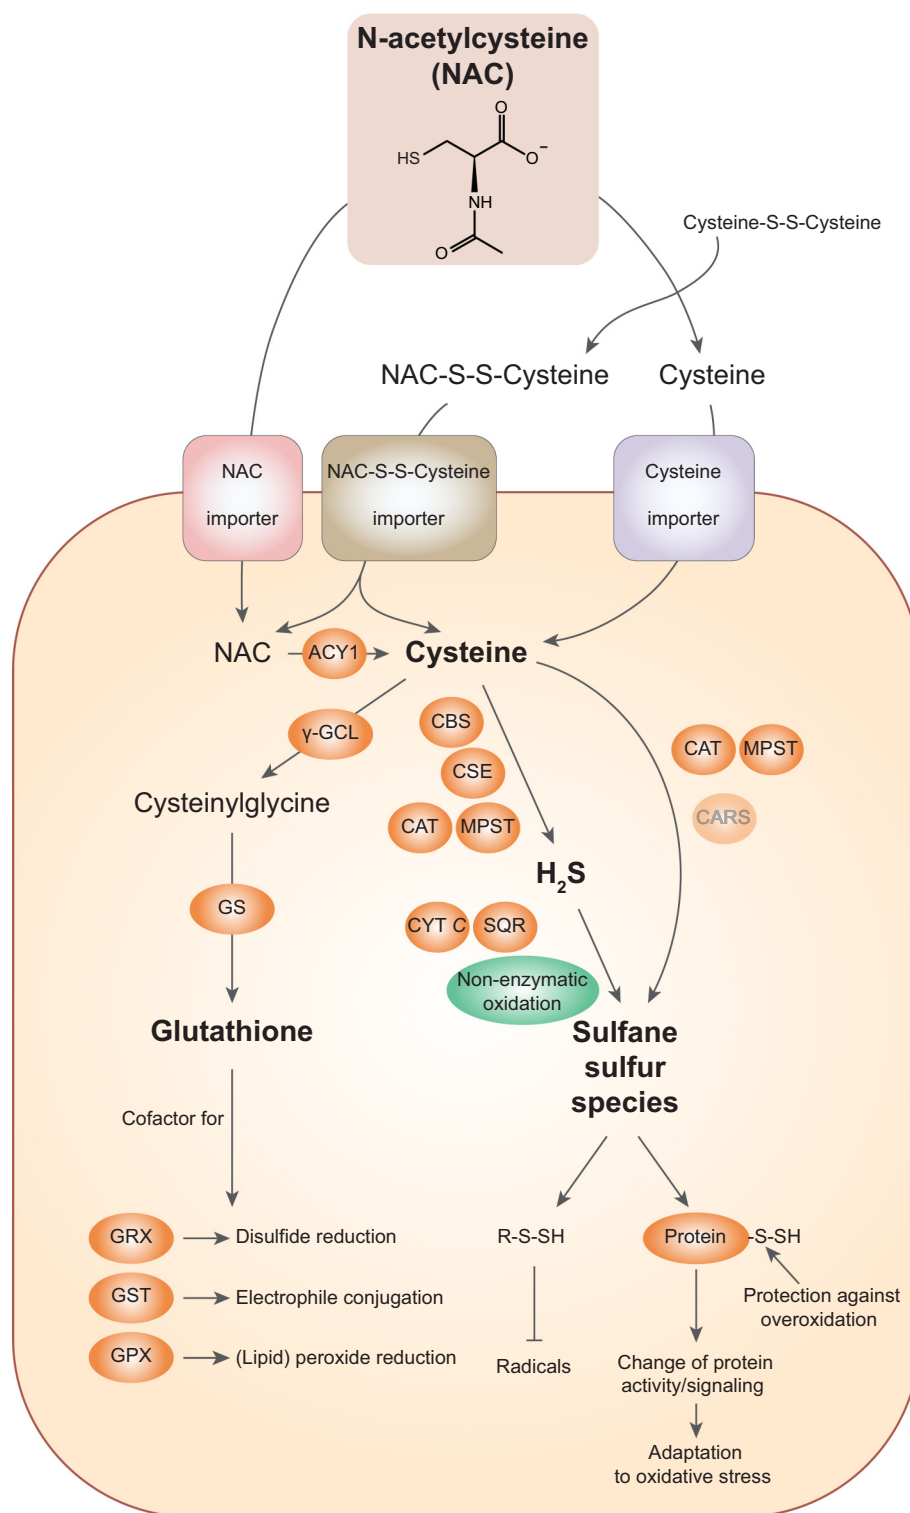 N-acetylcysteine
(NAC)
O
HS
O−
NH
O
Cysteine-S-S-Cysteine
NAC-S-S-Cysteine
Cysteine
NAC
importer
NAC-S-S-Cysteine
importer
Cysteine
importer
NAC
ACY1
Cysteine
γ-GCL
CBS
CSE
CAT
MPST
CAT
MPST
CARS
Cysteinylglycine
H2S
GS
CYT C
SQR
Non-enzymatic
oxidation
Glutathione
Sulfane
sulfur
species
Cofactor for
GRX
Disulfide reduction
R-S-SH
Protein
-S-SH
GST
Electrophile conjugation
Protection against
overoxidation
GPX
(Lipid) peroxide reduction
Radicals
Change of protein
activity/signaling
Adaptation
to oxidative stress